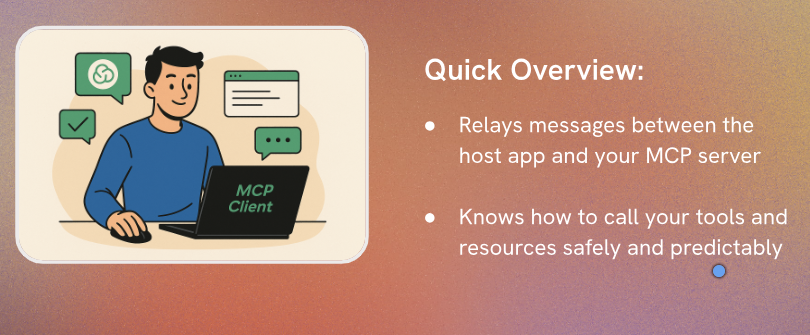 MCP
Client
Quick Overview:
• Relays messages between the
host app and your MCP server
• Knows how to call your tools and
resources safely and predictably